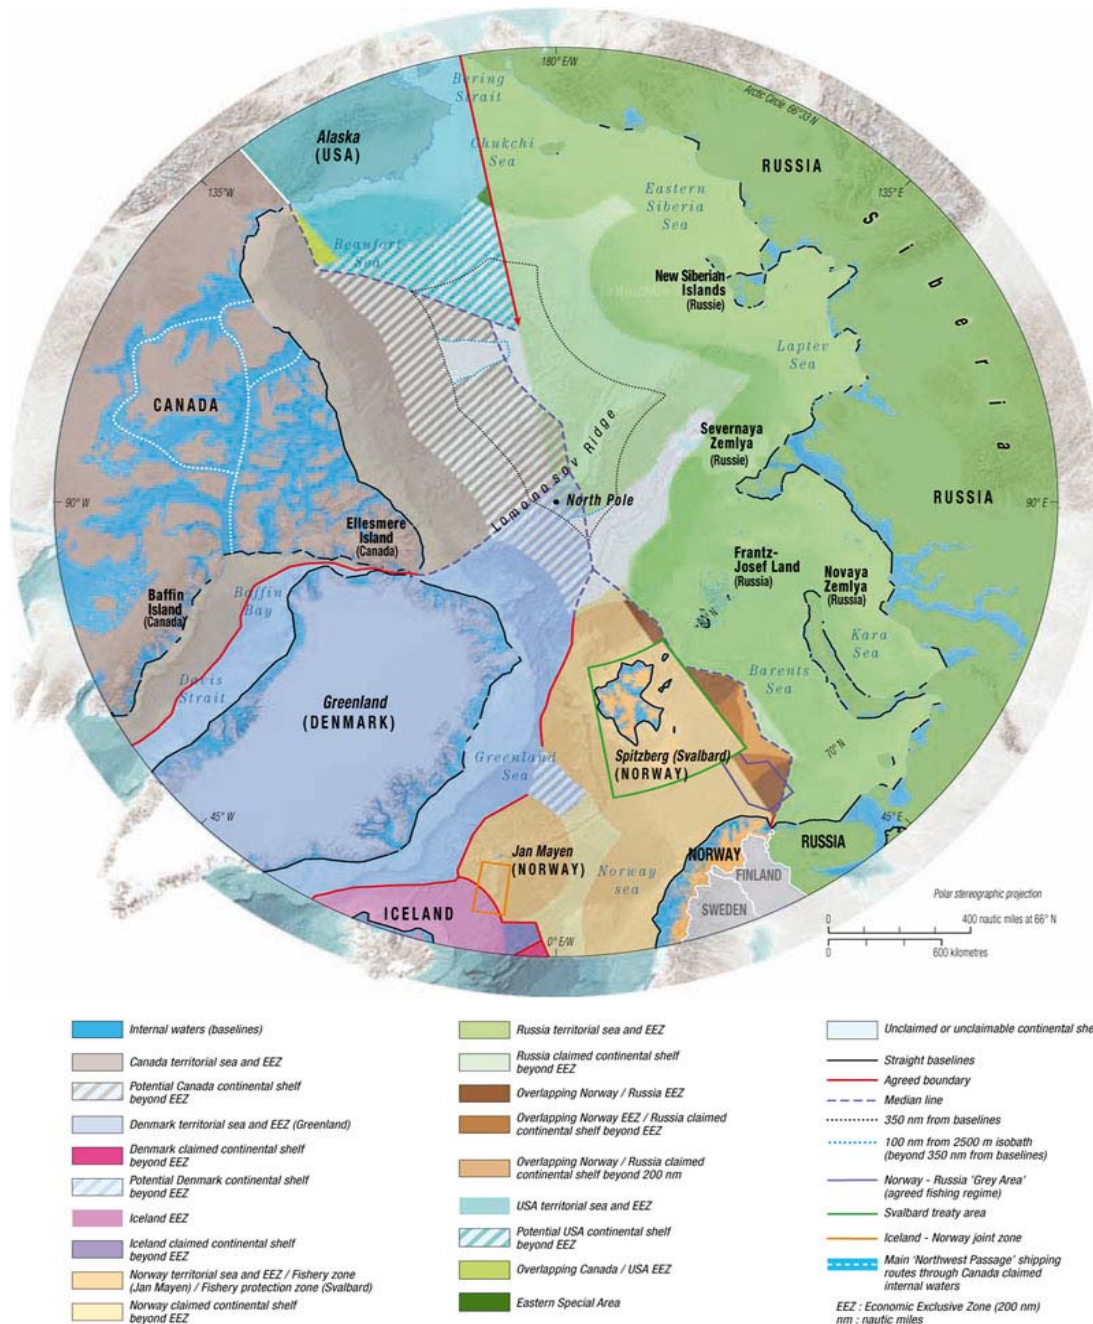 180° E/W
Bering
Strait
Arctic Circle 66°33 N
Alaska
(USA)
Chukchi
Sea
RUSSIA
135°W
135° E
Eastern
Siberia
Sea
Siberia
Beaufort
Sea
New Siberian
Islands
(Russie)
Laptev
Sea
CANADA
Severnaya
Zemlya
(Russie)
Lomonosov Ridge
North Pole
90° W
90° E
RUSSIA
Ellesmere
Island
(Canada)
Frantz-
Josef Land
(Russia)
Novaya
Zemlya
(Russia)
Baffin
Island
(Canada)
Baffin
Bay
Kara
Sea
Barents
Sea
Davis
Strait
Greenland
(DENMARK)
70° N
Spitzberg (Svalbard)
(NORWAY)
Greenland
Sea
45° W
45° E
Jan Mayen
(NORWAY)
NORWAY
RUSSIA
FINLAND
Norway
sea
SWEDEN
ICELAND
0° E/W
Polar stereographic projection
0 400 nautic miles at 66° N
0 600 kilometres
Internal waters (baselines)
Canada territorial sea and EEZ
Potential Canada continental shelf
beyond EEZ
Denmark territorial sea and EEZ (Greenland)
Denmark claimed continental shelf
beyond EEZ
Potential Denmark continental shelf
beyond EEZ
Iceland EEZ
Iceland claimed continental shelf
beyond EEZ
Norway territorial sea and EEZ / Fishery zone
(Jan Mayen) / Fishery protection zone (Svalbard)
Norway claimed continental shelf
beyond EEZ
Russia territorial sea and EEZ
Russia claimed continental shelf
beyond EEZ
Overlapping Norway / Russia EEZ
Overlapping Norway EEZ / Russia claimed
continental shelf beyond EEZ
Overlapping Norway / Russia claimed
continental shelf beyond 200 nm
USA territorial sea and EEZ
Potential USA continental shelf
beyond EEZ
Overlapping Canada / USA EEZ
Eastern Special Area
Unclaimed or unclaimable continental she
Straight baselines
Agreed boundary
Median line
350 nm from baselines
100 nm from 2500 m isobath
(beyond 350 nm from baselines)
Norway - Russia 'Grey Area'
(agreed fishing regime)
Svalbard treaty area
Iceland - Norway joint zone
Main 'Northwest Passage' shipping
routes through Canada claimed
internal waters
EEZ : Economic Exclusive Zone (200 nm)
nm : nautic miles